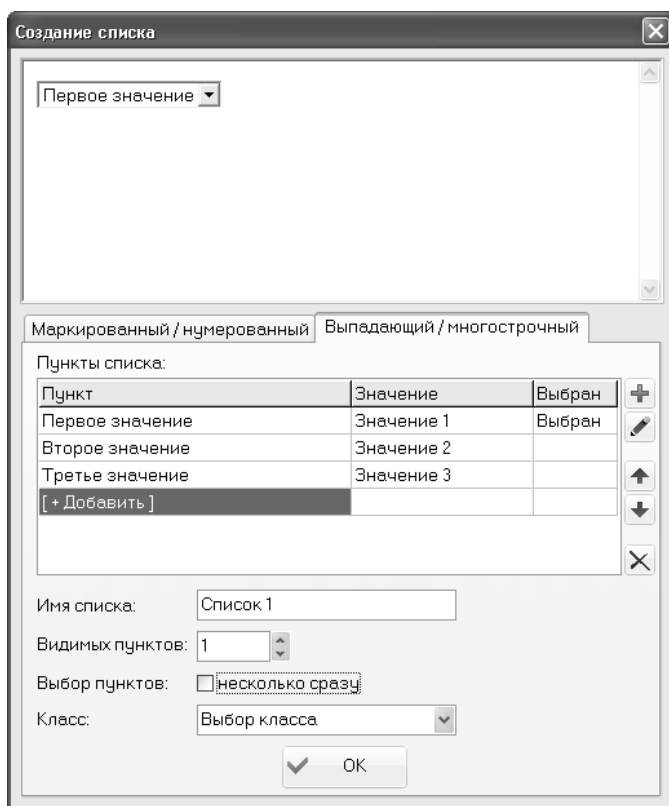 Создание списка
Первое значение
Маркированный / нумерованный Выпадающий / многострочный
Пункты списка:
Пункт Значение Выбран
Первое значение Значение 1 Выбран
Второе значение Значение 2
Третье значение Значение 3
[ + Добавить ]
Имя списка: Список 1
Видимых пунктов: 1
Выбор пунктов: несколько сразу
Класс: Выбор класса
OK